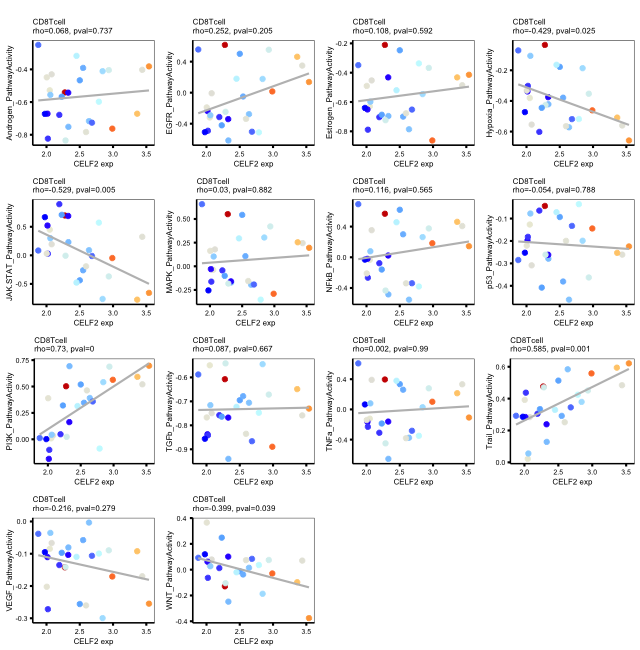 CD8Tcell
rho=0.068, pval=0.737
Androgen_PathwayActivity
-0.4
-0.6
-0.8
2.0 2.5 3.0 3.5
CELF2 exp
CD8Tcell
rho=0.252, pval=0.205
EGFR_PathwayActivity
0.4
0.0
-0.4
2.0 2.5 3.0 3.5
CELF2 exp
CD8Tcell
rho=0.108, pval=0.592
Estrogen_PathwayActivity
-0.2
-0.4
-0.6
-0.8
2.0 2.5 3.0 3.5
CELF2 exp
CD8Tcell
rho=-0.429, pval=0.025
Hypoxia_PathwayActivity
-0.2
-0.4
-0.6
2.0 2.5 3.0 3.5
CELF2 exp
CD8Tcell
rho=-0.529, pval=0.005
JAK.STAT_PathwayActivity
0.5
0.0
-0.5
2.0 2.5 3.0 3.5
CELF2 exp
CD8Tcell
rho=0.03, pval=0.882
MAPK_PathwayActivity
0.50
0.25
0.00
-0.25
2.0 2.5 3.0 3.5
CELF2 exp
CD8Tcell
rho=0.116, pval=0.565
NFkB_PathwayActivity
0.4
0.0
-0.4
2.0 2.5 3.0 3.5
CELF2 exp
CD8Tcell
rho=-0.054, pval=0.788
p53_PathwayActivity
-0.1
-0.2
-0.3
-0.4
2.0 2.5 3.0 3.5
CELF2 exp
CD8Tcell
rho=0.73, pval=0
PI3K_PathwayActivity
0.75
0.50
0.25
0.00
2.0 2.5 3.0 3.5
CELF2 exp
CD8Tcell
rho=0.087, pval=0.667
TGFb_PathwayActivity
-0.6
-0.7
-0.8
-0.9
2.0 2.5 3.0 3.5
CELF2 exp
CD8Tcell
rho=0.002, pval=0.99
TNFa_PathwayActivity
0.4
0.0
-0.4
2.0 2.5 3.0 3.5
CELF2 exp
CD8Tcell
rho=0.585, pval=0.001
Trail_PathwayActivity
0.6
0.4
0.2
0.0
2.0 2.5 3.0 3.5
CELF2 exp
CD8Tcell
rho=-0.216, pval=0.279
VEGF_PathwayActivity
0.0
-0.1
-0.2
-0.3
2.0 2.5 3.0 3.5
CELF2 exp
CD8Tcell
rho=-0.399, pval=0.039
WNT_PathwayActivity
0.4
0.2
0.0
-0.2
-0.4
2.0 2.5 3.0 3.5
CELF2 exp